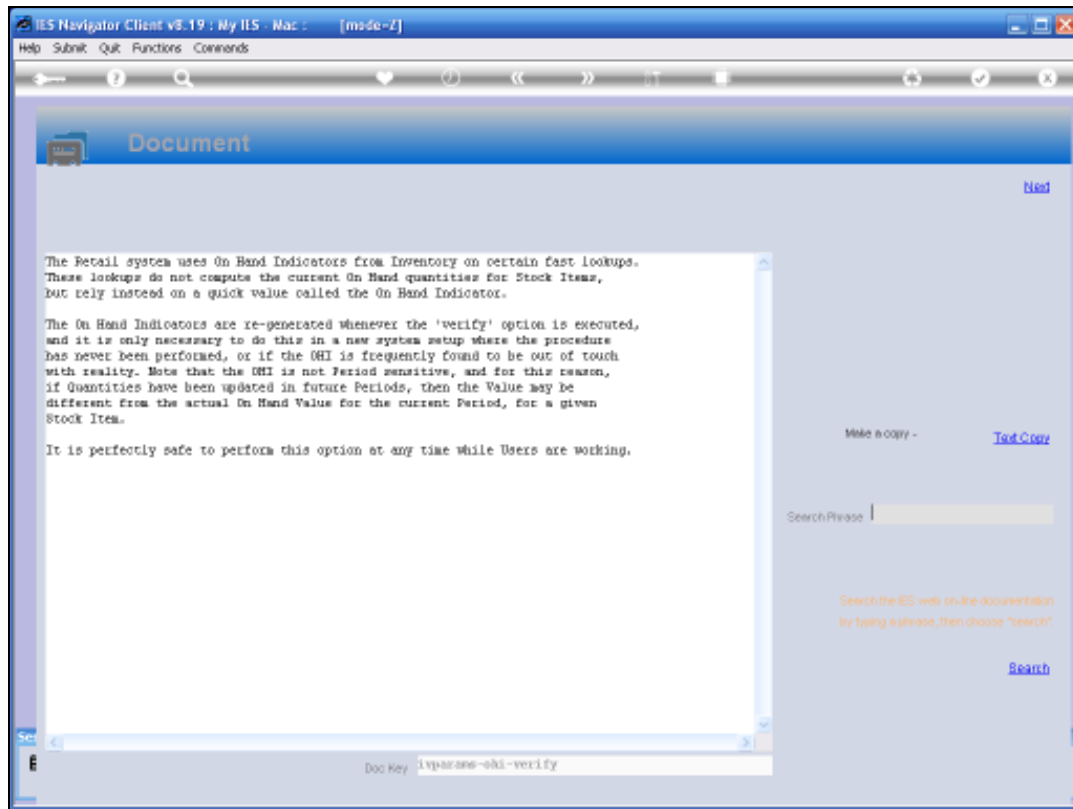 IES Navigator Client v8.19 : My IES - Mac : [mode=Z]
Help Submit Quit Functions Commands
Document
Next
The Retail system uses On Hand Indicators from Inventory on certain fast lookups.
These lookups do not compute the current On Hand quantities for Stock Items,
but rely instead on a quick value called the On Hand Indicator.
The On Hand Indicators are re-generated whenever the 'verify' option is executed,
and it is only necessary to do this in a new system setup where the procedure
has never been performed, or if the OHI is frequently found to be out of touch
with reality. Note that the OHI is not Period sensitive, and for this reason,
if Quantities have been updated in future Periods, then the Value may be
different from the actual On Hand Value for the current Period, for a given
Stock Item.
It is perfectly safe to perform this option at any time while Users are working.
Make a copy -
Text Copy
Search Phrase
Search the IES web on-line documentation
by typing a phrase, then choose "search".
Search
Doc Key ivparams-ohi-verify